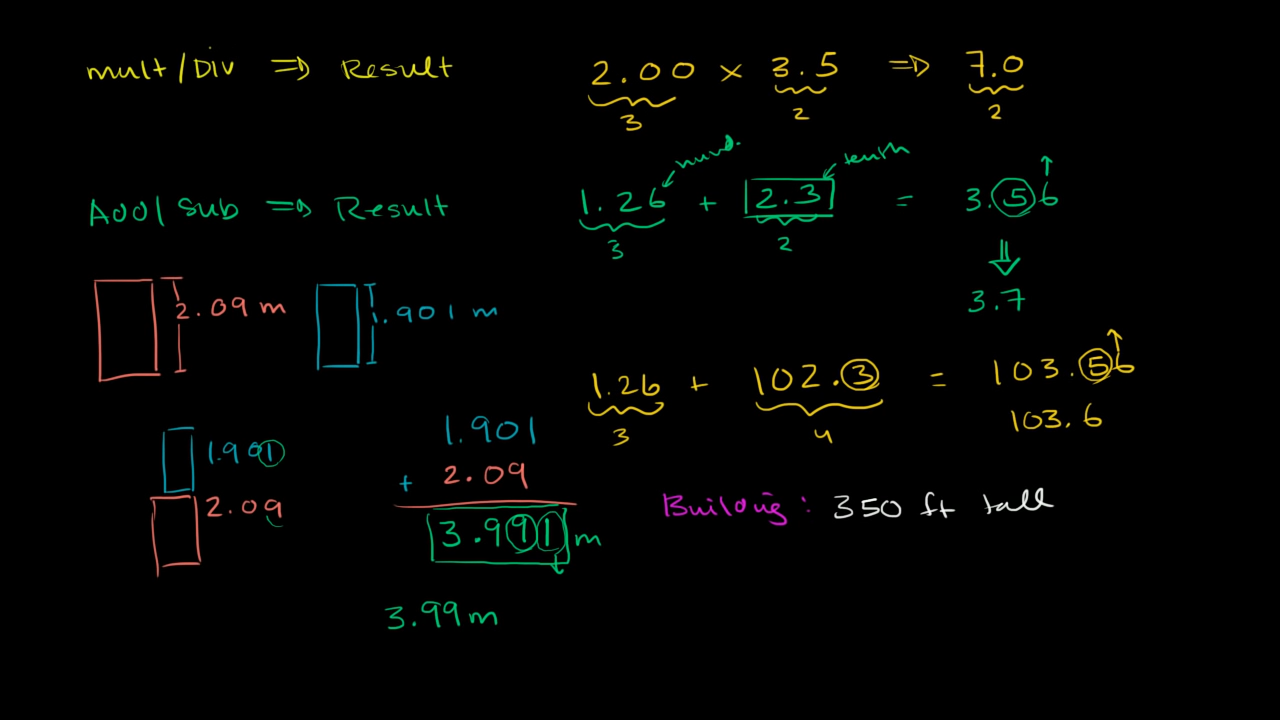 mult/Div ⇒ Result
2.00 × 3.5 ⇒ 7.0
3 2 2
hund. tenth
Add/Sub ⇒ Result
1.26 + 2.3 = 3.56
3 2
3.7
2.09 m
1.901 m
1.26 + 102.3 = 103.56
3 4
103.6
1.901
2.09
1.901
+ 2.09
3.991 m
3.99 m
Building: 350 ft tall